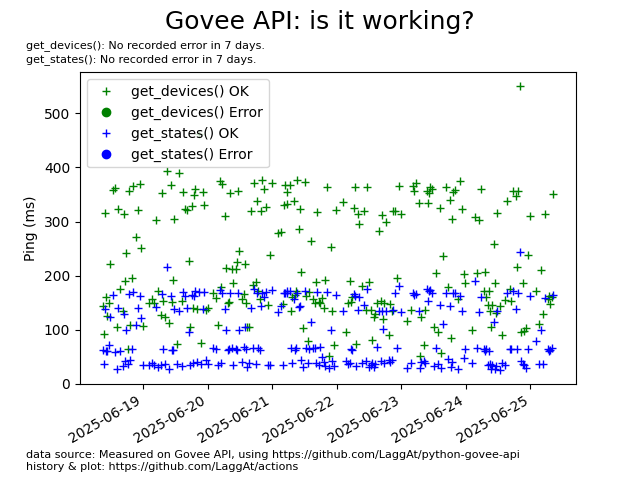 Govee API: is it working?
get_devices(): No recorded error in 7 days.
get_states(): No recorded error in 7 days.
get_devices() OK
get_devices() Error
get_states() OK
get_states() Error
Ping (ms)
500
400
300
200
100
0
2025-06-19
2025-06-20
2025-06-21
2025-06-22
2025-06-23
2025-06-24
2025-06-25
data source: Measured on Govee API, using https://github.com/LaggAt/python-govee-api
history & plot: https://github.com/LaggAt/actions